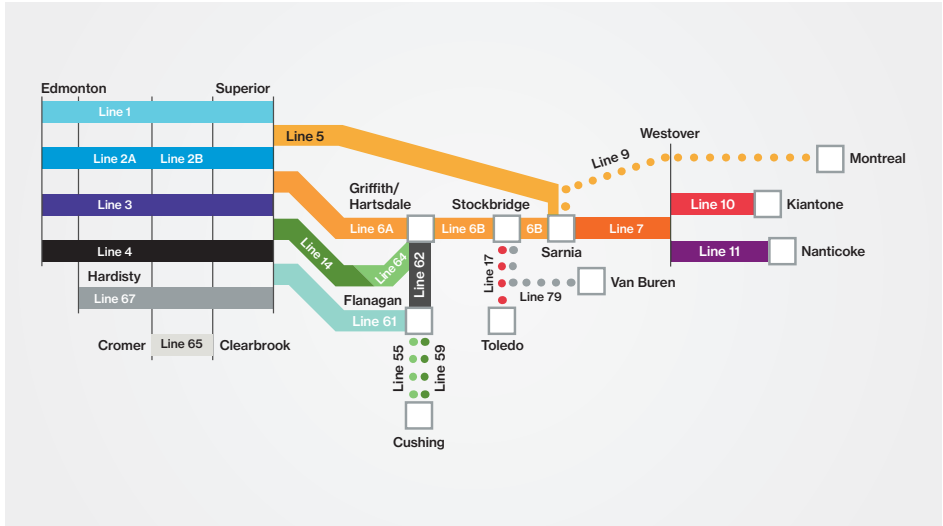 Edmonton
Superior
Line 1
Line 5
Westover
Line 2A
Line 2B
Line 9
Montreal
Griffith/
Hartsdale
Stockbridge
Line 3
Line 10
Kiantone
Line 6A
Line 6B
6B
Line 7
Line 4
Line 14
Line 64
Line 62
Sarnia
Line 11
Nanticoke
Hardisty
Line 17
Line 67
Flanagan
Line 79
Van Buren
Line 61
Cromer
Line 65
Clearbrook
Toledo
Line 55
Line 59
Cushing